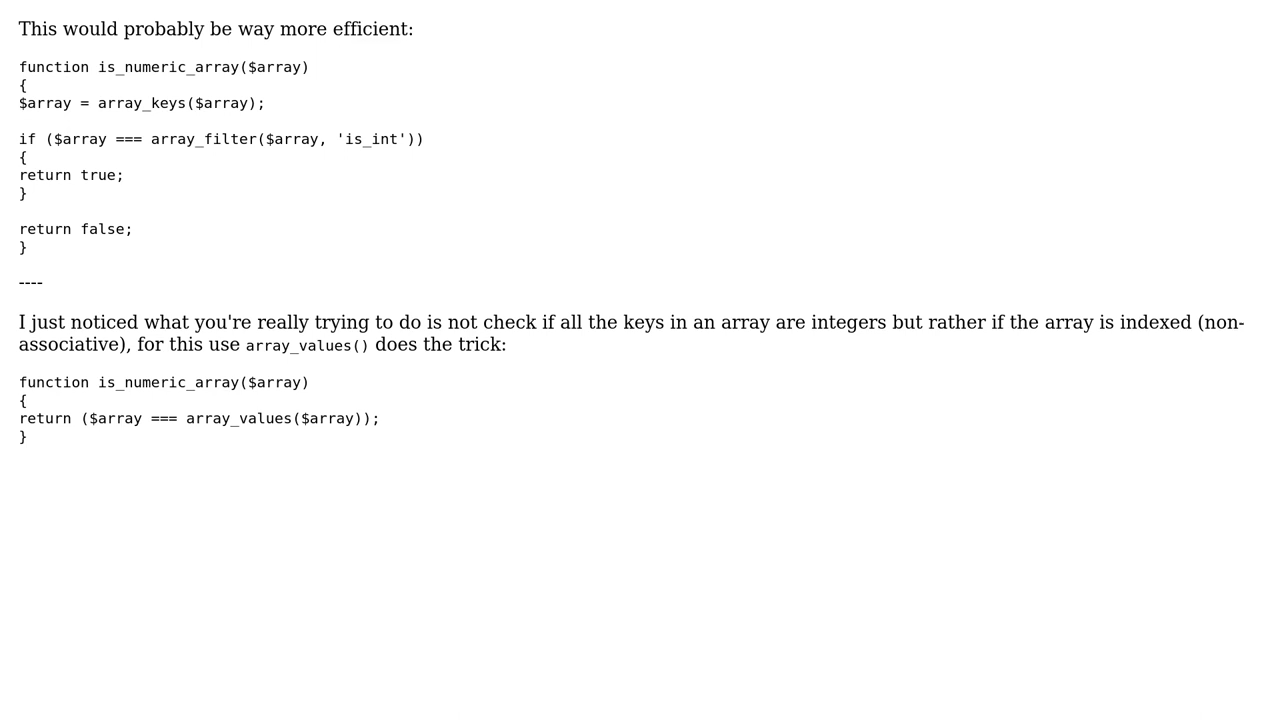 This would probably be way more efficient:
function is_numeric_array($array)
{
$array = array_keys($array);
if ($array === array_filter($array, 'is_int'))
{
return true;
}
return false;
}
----
I just noticed what you're really trying to do is not check if all the keys in an array are integers but rather if the array is indexed (non-
associative), for this use array_values() does the trick:
function is_numeric_array($array)
{
return ($array === array_values($array));
}